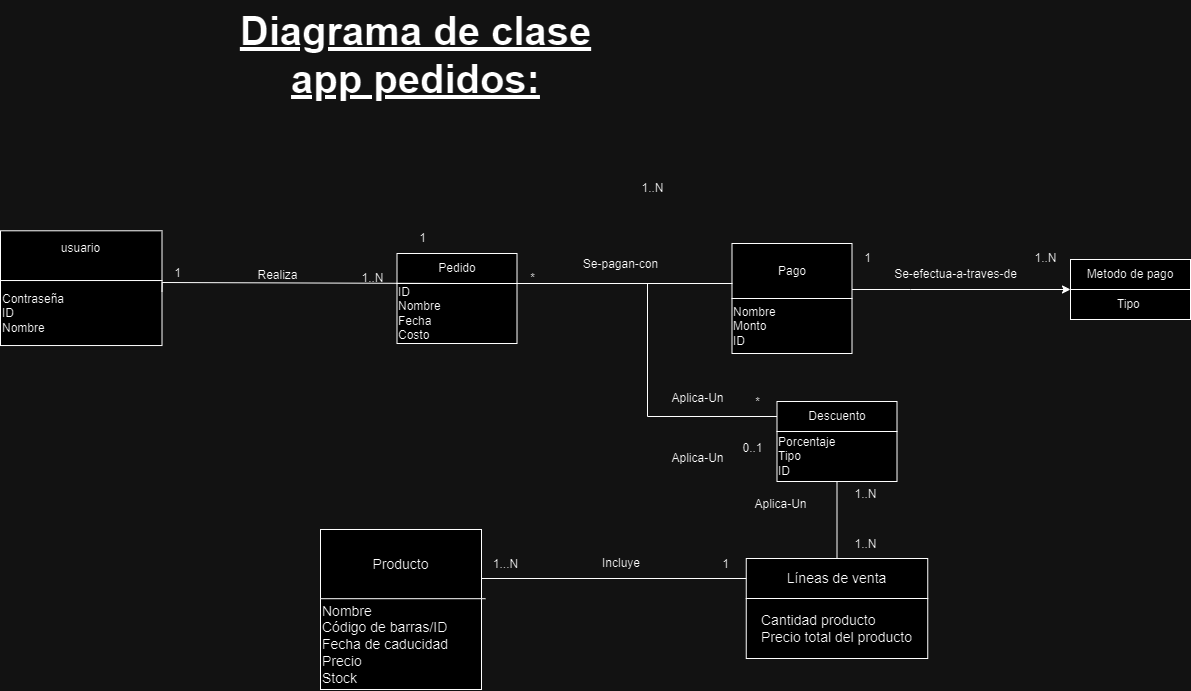 Diagrama de clase
app pedidos:
1..N
usuario
Contraseña
ID
Nombre
1
Realiza
1..N
1
Pedido
ID
Nombre
Fecha
Costo
*
Se-pagan-con
Pago
Nombre
Monto
ID
1
Se-efectua-a-traves-de
1..N
Metodo de pago
Tipo
Aplica-Un
*
Descuento
Porcentaje
Tipo
ID
Aplica-Un
0..1
Aplica-Un
1..N
1..N
Producto
Nombre
Código de barras/ID
Fecha de caducidad
Precio
Stock
1...N
Incluye
1
Líneas de venta
Cantidad producto
Precio total del producto